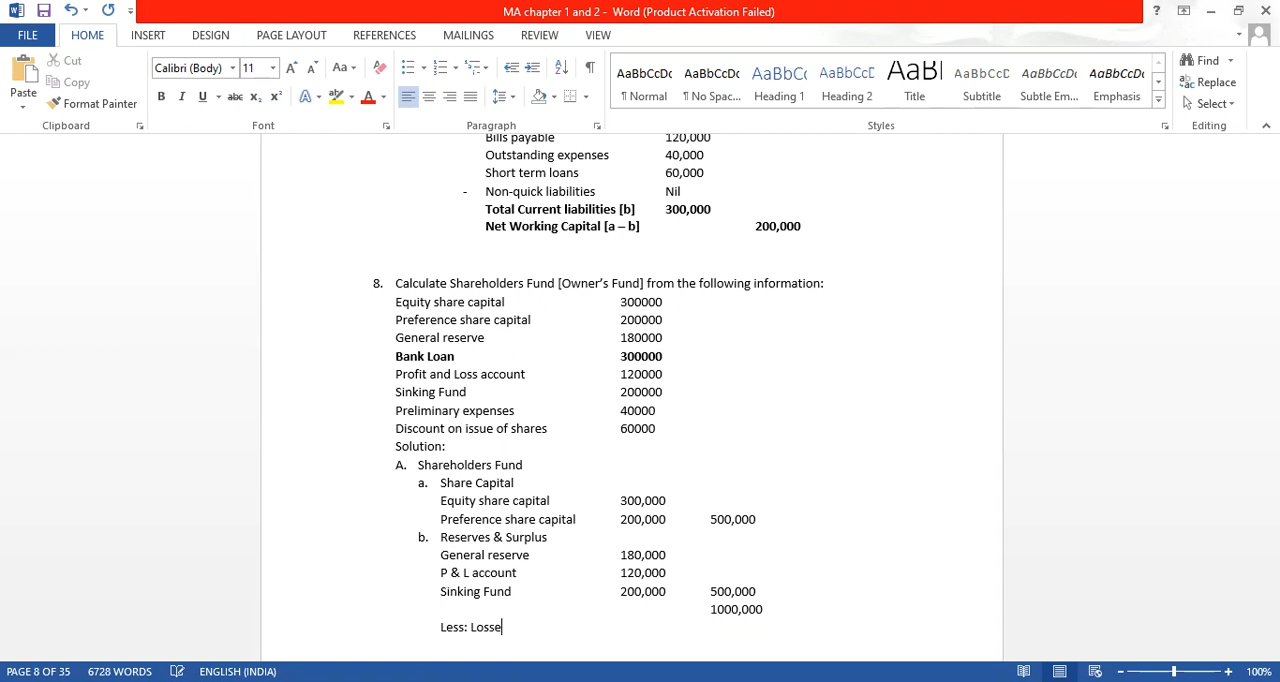 MA chapter 1 and 2 - Word (Product Activation Failed)
FILE HOME INSERT DESIGN PAGE LAYOUT REFERENCES MAILINGS REVIEW VIEW
Paste
Cut
Copy
Format Painter
Clipboard
Calibri (Body) 11
Font
Paragraph
AaBbCcDc AaBbCcDc AaBbCc AaBbCcE AaBl AaBbCcD AaBbCcDc AaBbCcDc
¶ Normal ¶ No Spac... Heading 1 Heading 2 Title Subtitle Subtle Em... Emphasis
Styles
Find
Replace
Select
Editing
Bills payable 120,000
Outstanding expenses 40,000
Short term loans 60,000
- Non-quick liabilities Nil
Total Current liabilities [b] 300,000
Net Working Capital [a – b] 200,000
8. Calculate Shareholders Fund [Owner’s Fund] from the following information:
Equity share capital 300000
Preference share capital 200000
General reserve 180000
Bank Loan 300000
Profit and Loss account 120000
Sinking Fund 200000
Preliminary expenses 40000
Discount on issue of shares 60000
Solution:
A. Shareholders Fund
a. Share Capital
Equity share capital 300,000
Preference share capital 200,000 500,000
b. Reserves & Surplus
General reserve 180,000
P & L account 120,000
Sinking Fund 200,000 500,000
1000,000
Less: Losse
PAGE 8 OF 35 6728 WORDS ENGLISH (INDIA) 100%